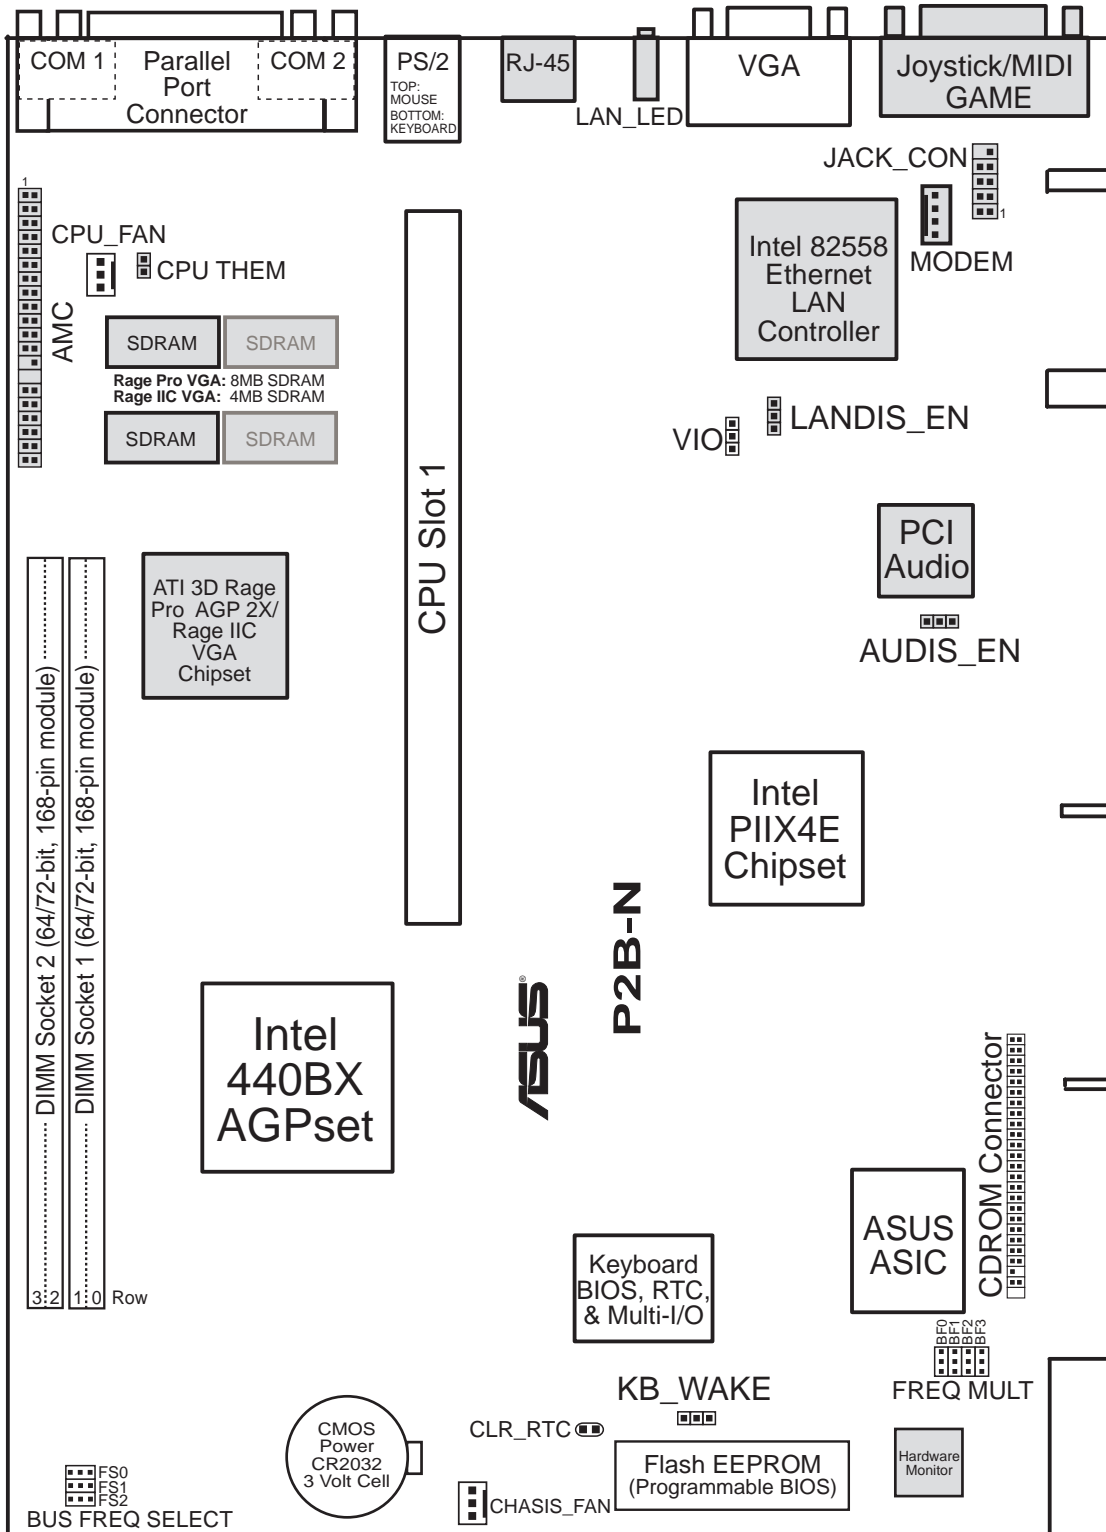 COM 1
Parallel
Port
Connector
COM 2
PS/2
TOP:
MOUSE
BOTTOM:
KEYBOARD
RJ-45
LAN_LED
VGA
Joystick/MIDI
GAME
JACK_CON
1
MODEM
1
CPU_FAN
CPU THEM
AMC
SDRAM
SDRAM
Rage Pro VGA: 8MB SDRAM
Rage IIC VGA: 4MB SDRAM
SDRAM
SDRAM
Intel 82558
Ethernet
LAN
Controller
LANDIS_EN
VIO
CPU Slot 1
PCI
Audio
AUDIS_EN
ATI 3D Rage
Pro AGP 2X/
Rage IIC
VGA
Chipset
DIMM Socket 2 (64/72-bit, 168-pin module)
DIMM Socket 1 (64/72-bit, 168-pin module)
3 2 1 0 Row
Intel
PIIX4E
Chipset
P2B-N
ASUS®
Intel
440BX
AGPset
CDROM Connector
ASUS
ASIC
Keyboard
BIOS, RTC,
& Multi-I/O
BF0
BF1
BF2
BF3
FREQ MULT
KB_WAKE
CLR_RTC
CMOS
Power
CR2032
3 Volt Cell
Flash EEPROM
(Programmable BIOS)
Hardware
Monitor
FS0
FS1
FS2
BUS FREQ SELECT
CHASIS_FAN